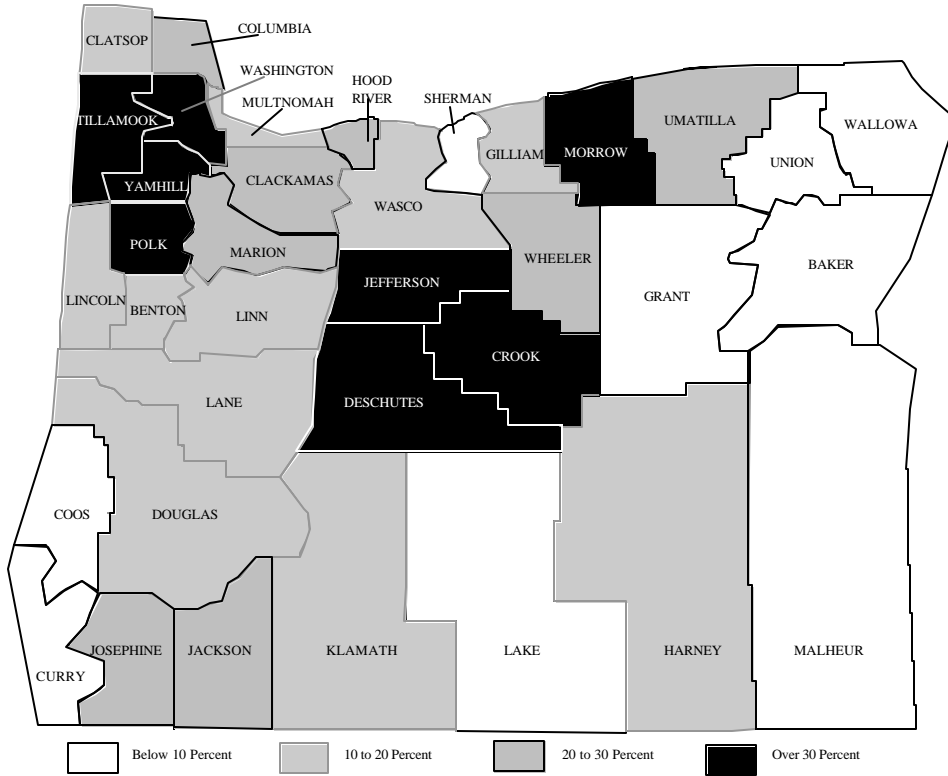 COLUMBIA
CLATSOP
WASHINGTON
HOOD
RIVER
MULTNOMAH
SHERMAN
TILLAMOOK
UMATILLA
WALLOWA
GILLIAM
MORROW
UNION
YAMHILL
CLACKAMAS
WASCO
POLK
MARION
WHEELER
BAKER
JEFFERSON
LINCOLN
BENTON
LINN
GRANT
CROOK
LANE
DESCHUTES
COOS
DOUGLAS
JOSEPHINE
JACKSON
KLAMATH
LAKE
HARNEY
MALHEUR
CURRY
Below 10 Percent
10 to 20 Percent
20 to 30 Percent
Over 30 Percent